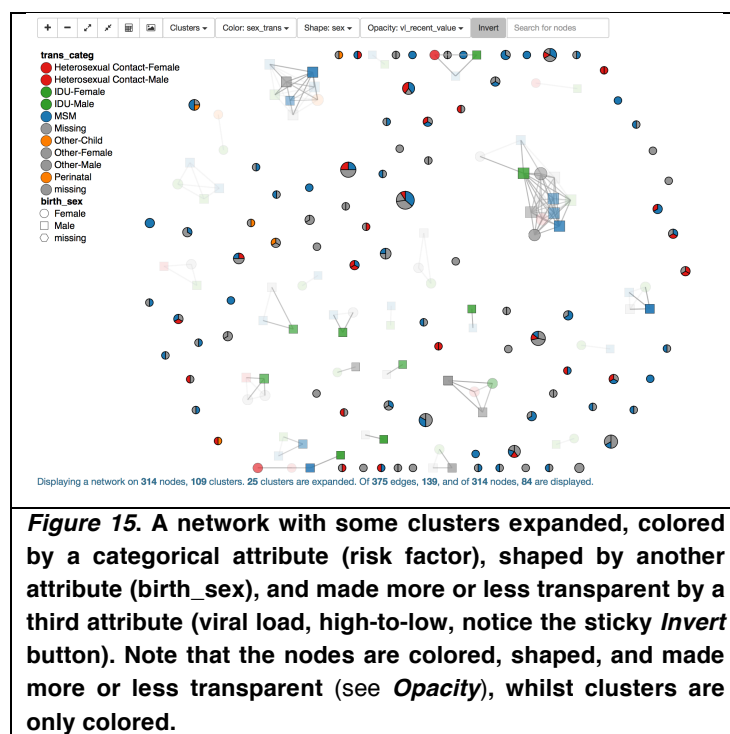 Clusters
Color: sex_trans
Shape: sex
Opacity: vl_recent_value
Invert
Search for nodes
trans_categ
Heterosexual Contact-Female
Heterosexual Contact-Male
IDU-Female
IDU-Male
MSM
Missing
Other-Child
Other-Female
Other-Male
Perinatal
missing
birth_sex
Female
Male
missing
Displaying a network on 314 nodes, 109 clusters. 25 clusters are expanded. Of 375 edges, 139, and of 314 nodes, 84 are displayed.
Figure 15. A network with some clusters expanded, colored
by a categorical attribute (risk factor), shaped by another
attribute (birth_sex), and made more or less transparent by a
third attribute (viral load, high-to-low, notice the sticky Invert
button). Note that the nodes are colored, shaped, and made
more or less transparent (see Opacity), whilst clusters are
only colored.